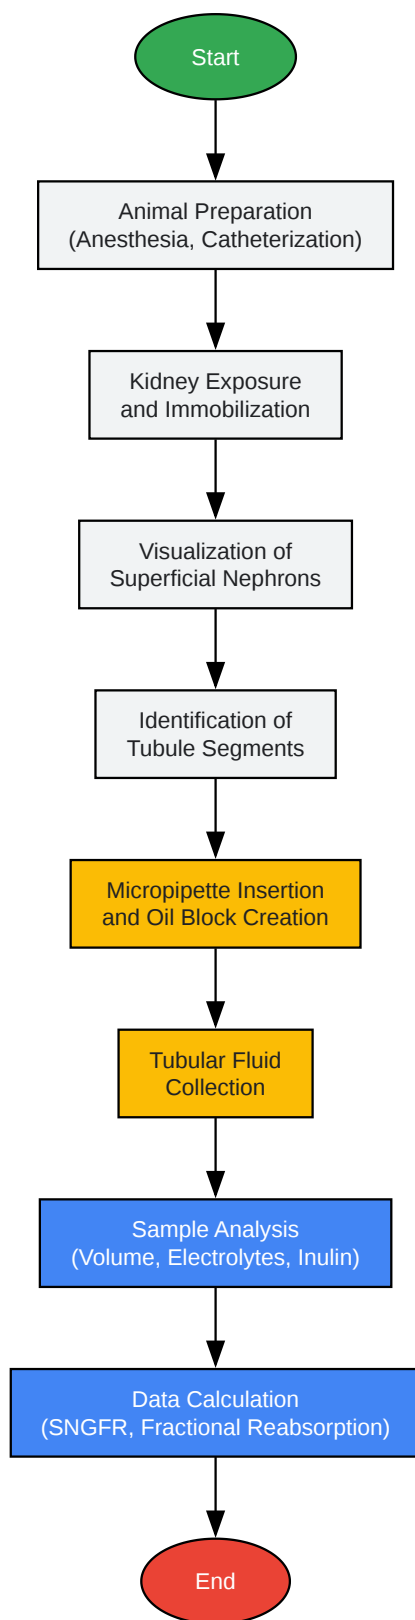 Start
Animal Preparation
(Anesthesia, Catheterization)
Kidney Exposure
and Immobilization
Visualization of
Superficial Nephrons
Identification of
Tubule Segments
Micropipette Insertion
and Oil Block Creation
Tubular Fluid
Collection
Sample Analysis
(Volume, Electrolytes, Inulin)
Data Calculation
(SNGFR, Fractional Reabsorption)
End